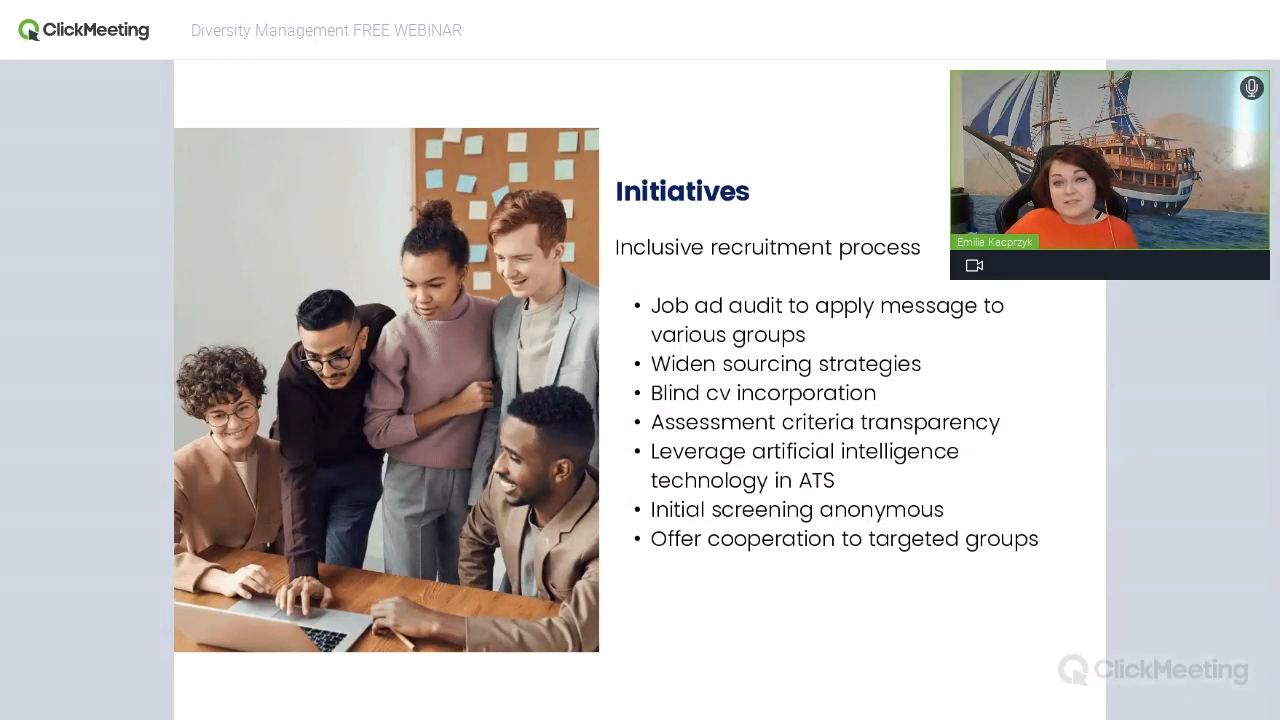 ClickMeeting
Diversity Management FREE WEBINAR
Initiatives
Inclusive recruitment process
• Job ad audit to apply message to
various groups
• Widen sourcing strategies
• Blind cv incorporation
• Assessment criteria transparency
• Leverage artificial intelligence
technology in ATS
• Initial screening anonymous
• Offer cooperation to targeted groups
Emilia Kacprzyk
ClickMeeting